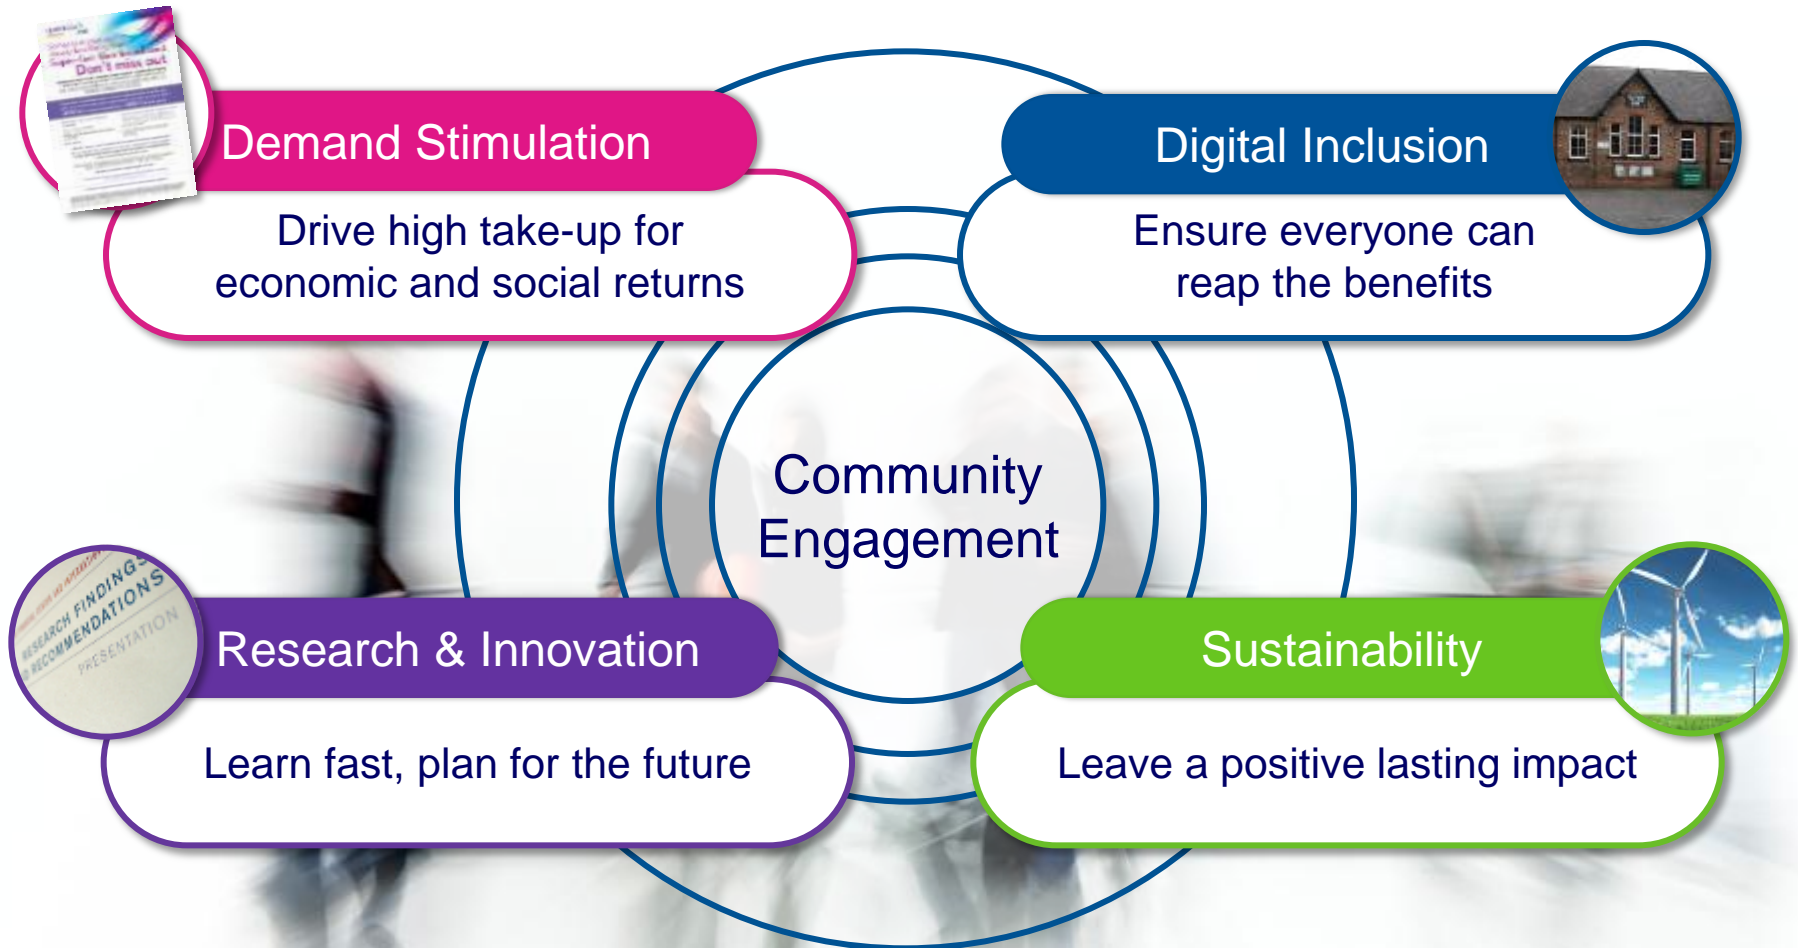 Don't miss out
Demand Stimulation
Drive high take-up for
economic and social returns
Digital Inclusion
Ensure everyone can
reap the benefits
Community
Engagement
RESEARCH FINDINGS
RECOMMENDATIONS
PRESENTATION
Research & Innovation
Learn fast, plan for the future
Sustainability
Leave a positive lasting impact